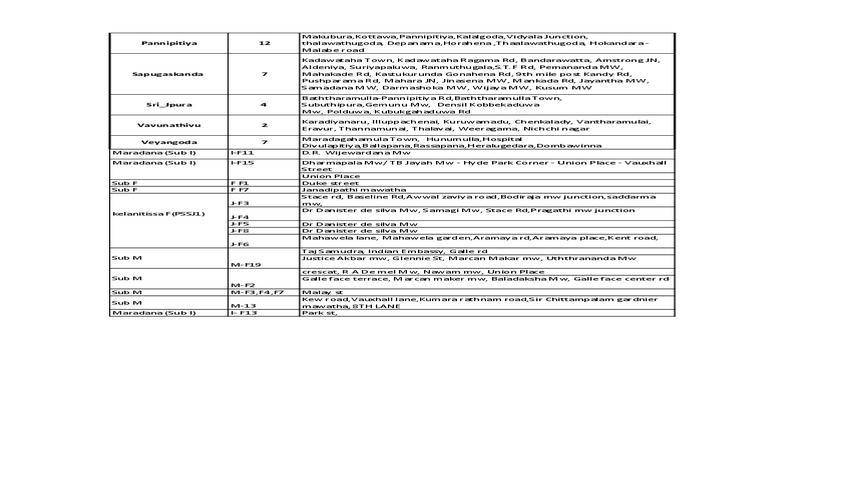 Pannipitiya 12 Makubura,Kottawa,Pannipitiya,Kalalgoda,Vidyala Junction,
thalawathugoda, Depanama,Horahena,Thaalawathugoda, Hokandara -
Malabe road
Sapugaskanda 7 Kadawataha Town, Kadawataha Ragama Rd, Bandarawatta, Amstrong JN,
Aldeniya, Suriyapaluwa, Ranmuthugala,S.T.F Rd, Pemananda MW,
Mahakade Rd, Kastukurunda Gonahena Rd, 9th mile post Kandy Rd,
Pushparama Rd, Mahara JN, Jinasena MW, Mankada Rd, Jayantha MW,
Samadana MW, Darmashoka MW, Wijaya MW, Kusum MW
Sri_Jpura 4 Baththaramulla-Pannipitiya Rd,Baththaramulla Town,
Subuthipura,Gemunu Mw, Densil Kobbekaduwa
Mw, Polduwa, Kubukgahaduwa Rd
Vavunathivu 2 Karadiyanaru, Illuppachenai, Kuruwamadu, Chenkalady, Vantharamulai,
Eravur, Thannamunai, Thalavai, Weeragama, Nichchi nagar
Veyangoda 7 Maradagahamula Town, Hunumulla,Hospital
Divulapitiya,Ballapana,Rassapana,Heralugedara,Dombawinna
Maradana (Sub I) I-F11 D.R. Wijewardana Mw
Maradana (Sub I) I-F15 Dharmapala Mw/ TB Jayah Mw - Hyde Park Corner - Union Place - Vauxhall
Street
Union Place
Sub F F F1 Duke street
Sub F F F7 Janadipathi mawatha
kelanitissa F(PSSJ1) J-F3 Stace rd, Baseline Rd,Awwal zaviya road,Bodiraja mw junction,saddarma
mw,
J-F4 Dr Danister de silva Mw, Samagi Mw, Stace Rd,Pragathi mw junction
J-F5 Dr Danister de silva Mw
J-F8 Dr Danister de silva Mw
J-F6 Mahawela lane, Mahawela garden,Aramaya rd,Aramaya place,Kent road,
Taj Samudra, Indian Embassy, Galle rd
Sub M M-F19 Justice Akbar mw, Glennie St, Marcan Makar mw, Uththrananda Mw
crescat, R A De mel Mw, Nawam mw, Union Place
Sub M M-F2 Galle face terrace, Marcan maker mw, Baladaksha Mw, Galle face center rd
Sub M M-F3,F4,F7 Malay st
Sub M M-13 Kew road,Vauxhall lane,Kumara rathnam road,Sir Chittampalam gardnier
mawatha, 8TH LANE
Maradana (Sub I) I- F13 Park st,